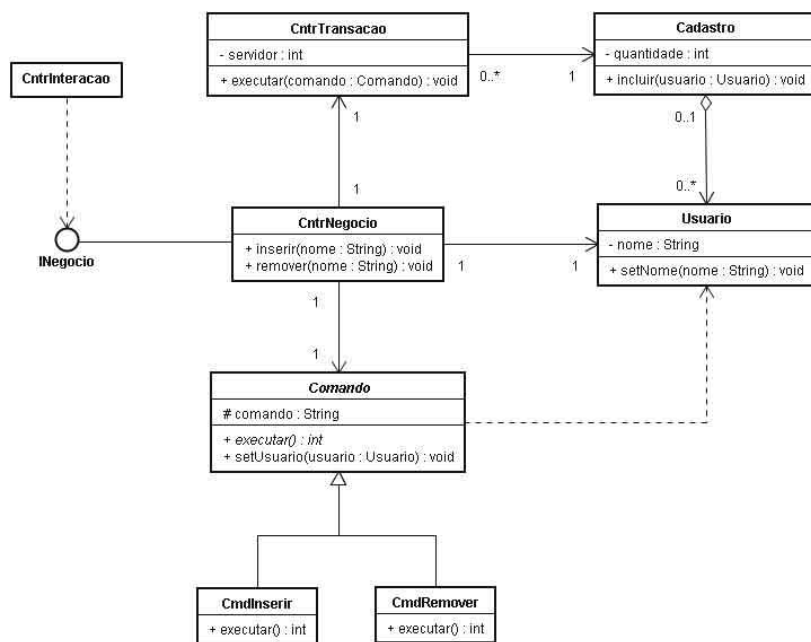 CntrTransacao
- servidor : int
+ executar(comando : Comando) : void
Cadastro
- quantidade : int
+ incluir(usuario : Usuario) : void
0..*
1
CntrInteracao
1
1
0..1
0..*
INegocio
CntrNegocio
+ inserir(nome : String) : void
+ remover(nome : String) : void
1
1
Usuario
- nome : String
+ setNome(nome : String) : void
1
1
Comando
# comando : String
+ executar() : int
+ setUsuario(usuario : Usuario) : void
CmdInserir
+ executar() : int
CmdRemover
+ executar() : int